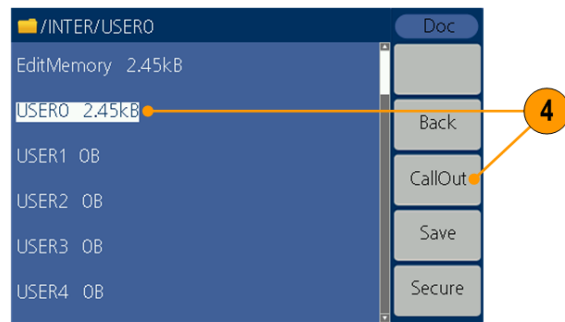 /INTER/USER0
Doc
EditMemory 2.45kB
USER0 2.45kB
4
Back
USER1 0B
CallOut
USER2 0B
Save
USER3 0B
USER4 0B
Secure